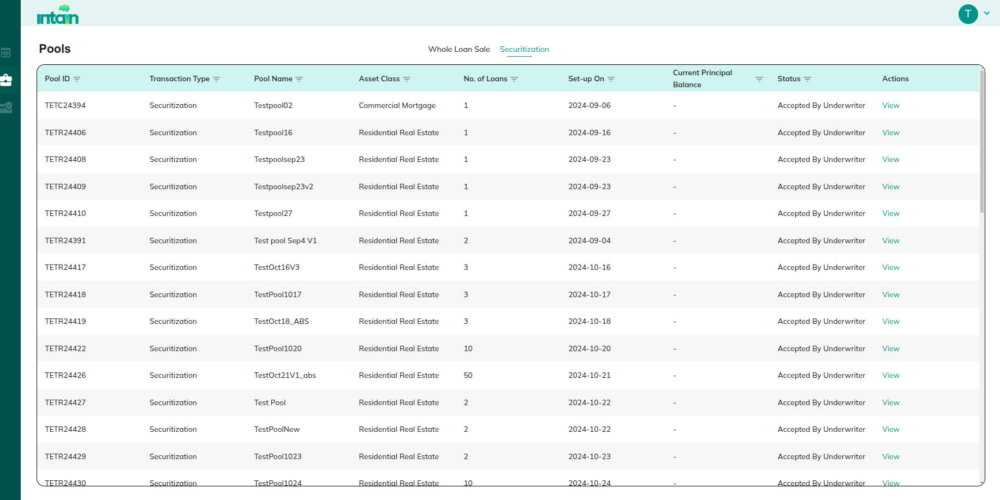 intain
T
Pools
Whole Loan Sale Securitization
Pool ID Transaction Type Pool Name Asset Class No. of Loans Set-up On Current Principal Balance Status Actions
TETC24394 Securitization Testpool02 Commercial Mortgage 1 2024-09-06 - Accepted By Underwriter View
TETR24406 Securitization Testpool16 Residential Real Estate 1 2024-09-16 - Accepted By Underwriter View
TETR24408 Securitization Testpoolsep23 Residential Real Estate 1 2024-09-23 - Accepted By Underwriter View
TETR24409 Securitization Testpoolsep23v2 Residential Real Estate 1 2024-09-23 - Accepted By Underwriter View
TETR24410 Securitization Testpool27 Residential Real Estate 1 2024-09-27 - Accepted By Underwriter View
TETR24391 Securitization Test pool Sep4 V1 Residential Real Estate 2 2024-09-04 - Accepted By Underwriter View
TETR24417 Securitization TestOct16V3 Residential Real Estate 3 2024-10-16 - Accepted By Underwriter View
TETR24418 Securitization TestPool1017 Residential Real Estate 3 2024-10-17 - Accepted By Underwriter View
TETR24419 Securitization TestOct18_ABS Residential Real Estate 3 2024-10-18 - Accepted By Underwriter View
TETR24422 Securitization TestPool1020 Residential Real Estate 10 2024-10-20 - Accepted By Underwriter View
TETR24426 Securitization TestOct21V1_abs Residential Real Estate 50 2024-10-21 - Accepted By Underwriter View
TETR24427 Securitization Test Pool Residential Real Estate 2 2024-10-22 - Accepted By Underwriter View
TETR24428 Securitization TestPoolNew Residential Real Estate 2 2024-10-22 - Accepted By Underwriter View
TETR24429 Securitization TestPool1023 Residential Real Estate 2 2024-10-23 - Accepted By Underwriter View
TETR24430 Securitization TestPool1024 Residential Real Estate 10 2024-10-24 - Accepted By Underwriter View